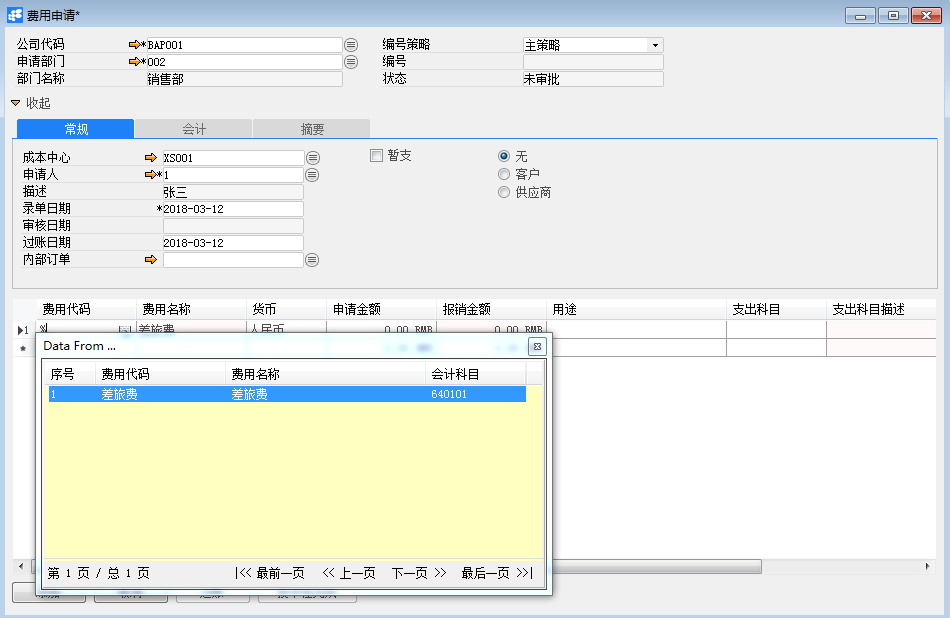 费用申请*
公司代码 *BAP001 编号策略 主策略
申请部门 *002 编号
部门名称 销售部 状态 未审批
收起
常规 会计 摘要
成本中心 XS001 暂支 无
申请人 *1 客户
描述 张三 供应商
录单日期 *2018-03-12
审核日期
过账日期 2018-03-12
内部订单
费用代码 费用名称 货币 申请金额 报销金额 用途 支出科目 支出科目描述
1 % 差旅费 人民币 0.00 RMB 0.00 RMB
*
Data From ...
序号 费用代码 费用名称 会计科目
1 差旅费 差旅费 640101
第 1 页 / 总 1 页 |<< 最前一页 << 上一页 下一页 >> 最后一页 >>|